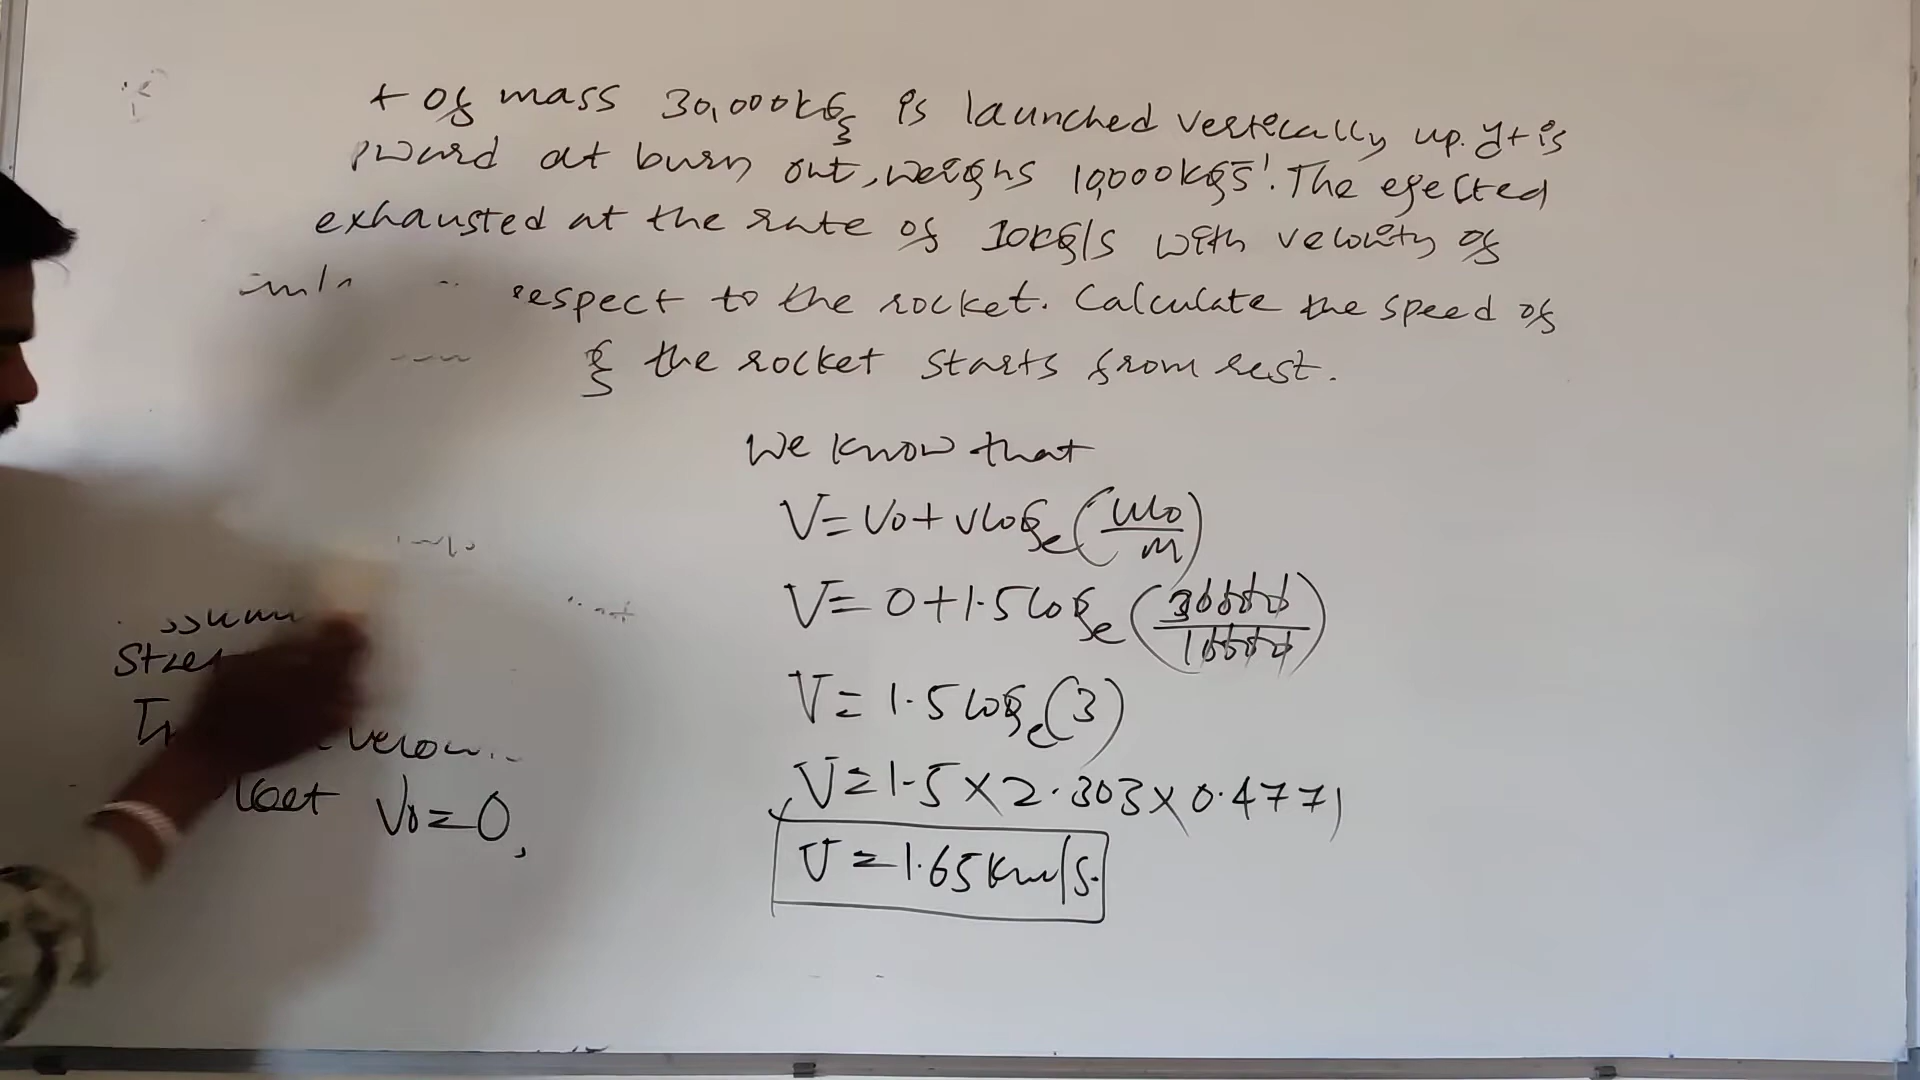 t of mass 30,000kg is launched vertically up. It is
pward at burn out, weighs 10,000kgs⁻¹. The ejected
exhausted at the rate of 10kg/s with velocity of
respect to the rocket. Calculate the speed of
if the rocket starts from rest.
We know that
V = V₀ + v logₑ (m₀/m)
V = 0 + 1.5 logₑ (30000/10000)
V = 1.5 logₑ (3)
V = 1.5 × 2.303 × 0.4771
V = 1.65 Km/s.
V₀ = 0,